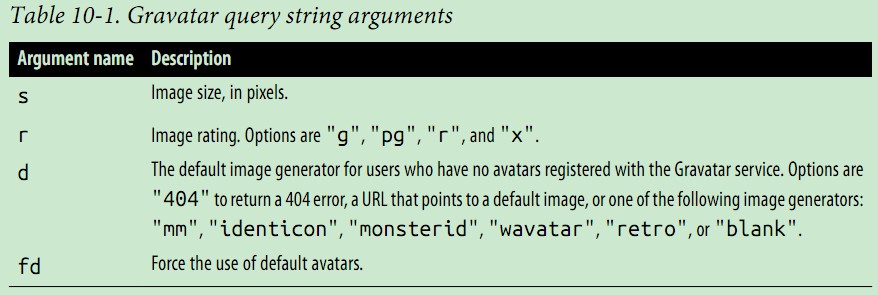 Table 10-1. Gravatar query string arguments
Argument name Description
s Image size, in pixels.
r Image rating. Options are "g", "pg", "r", and "x".
d The default image generator for users who have no avatars registered with the Gravatar service. Options are
"404" to return a 404 error, a URL that points to a default image, or one of the following image generators:
"mm", "identicon", "monsterid", "wavatar", "retro", or "blank".
fd Force the use of default avatars.